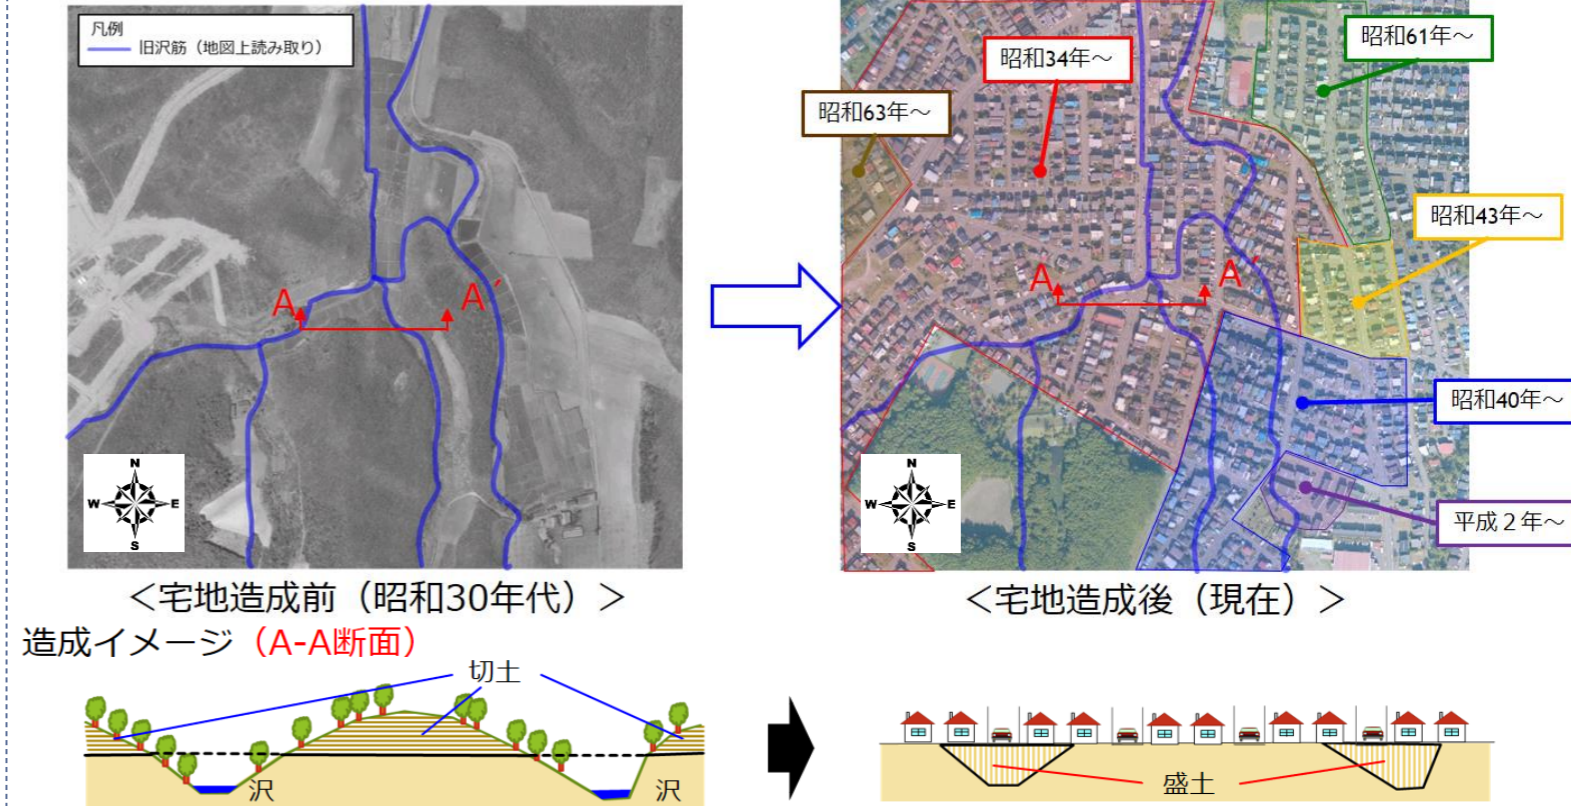 凡例
旧沢筋（地図上読み取り）
A
A´
N
W
E
S
＜宅地造成前（昭和30年代）＞
昭和63年～
昭和34年～
昭和61年～
昭和43年～
昭和40年～
平成２年～
A
A´
N
W
E
S
＜宅地造成後（現在）＞
造成イメージ（A-A断面）
切土
沢
沢
盛土